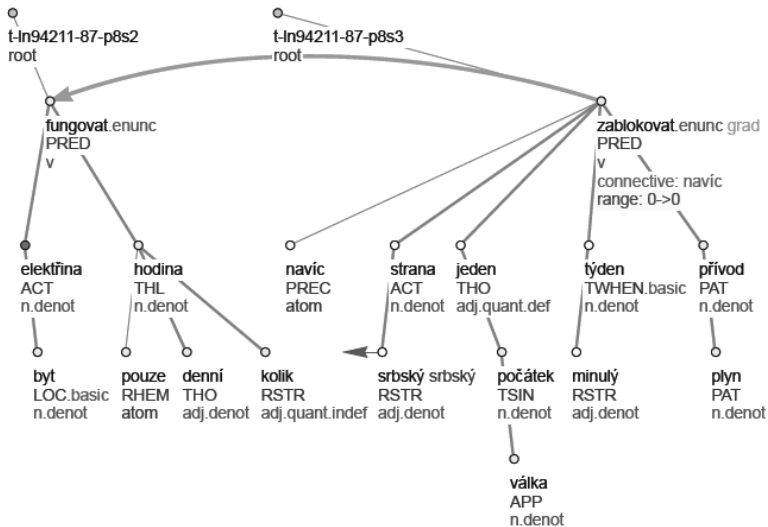 t-ln94211-87-p8s2
root
t-ln94211-87-p8s3
root
fungovat.enunc
PRED
v
zablokovat.enunc grad
PRED
v
connective: navíc
range: 0->0
elektřina
ACT
n.denot
hodina
THL
n.denot
navíc
PREC
atom
strana
ACT
n.denot
jeden
THO
adj.quant.def
týden
TWHEN.basic
n.denot
přívod
PAT
n.denot
byt
LOC.basic
n.denot
pouze
RHEM
atom
denní
THO
adj.denot
kolik
RSTR
adj.quant.indef
srbský srbský
RSTR
adj.denot
počátek
TSIN
n.denot
minulý
RSTR
adj.denot
plyn
PAT
n.denot
válka
APP
n.denot